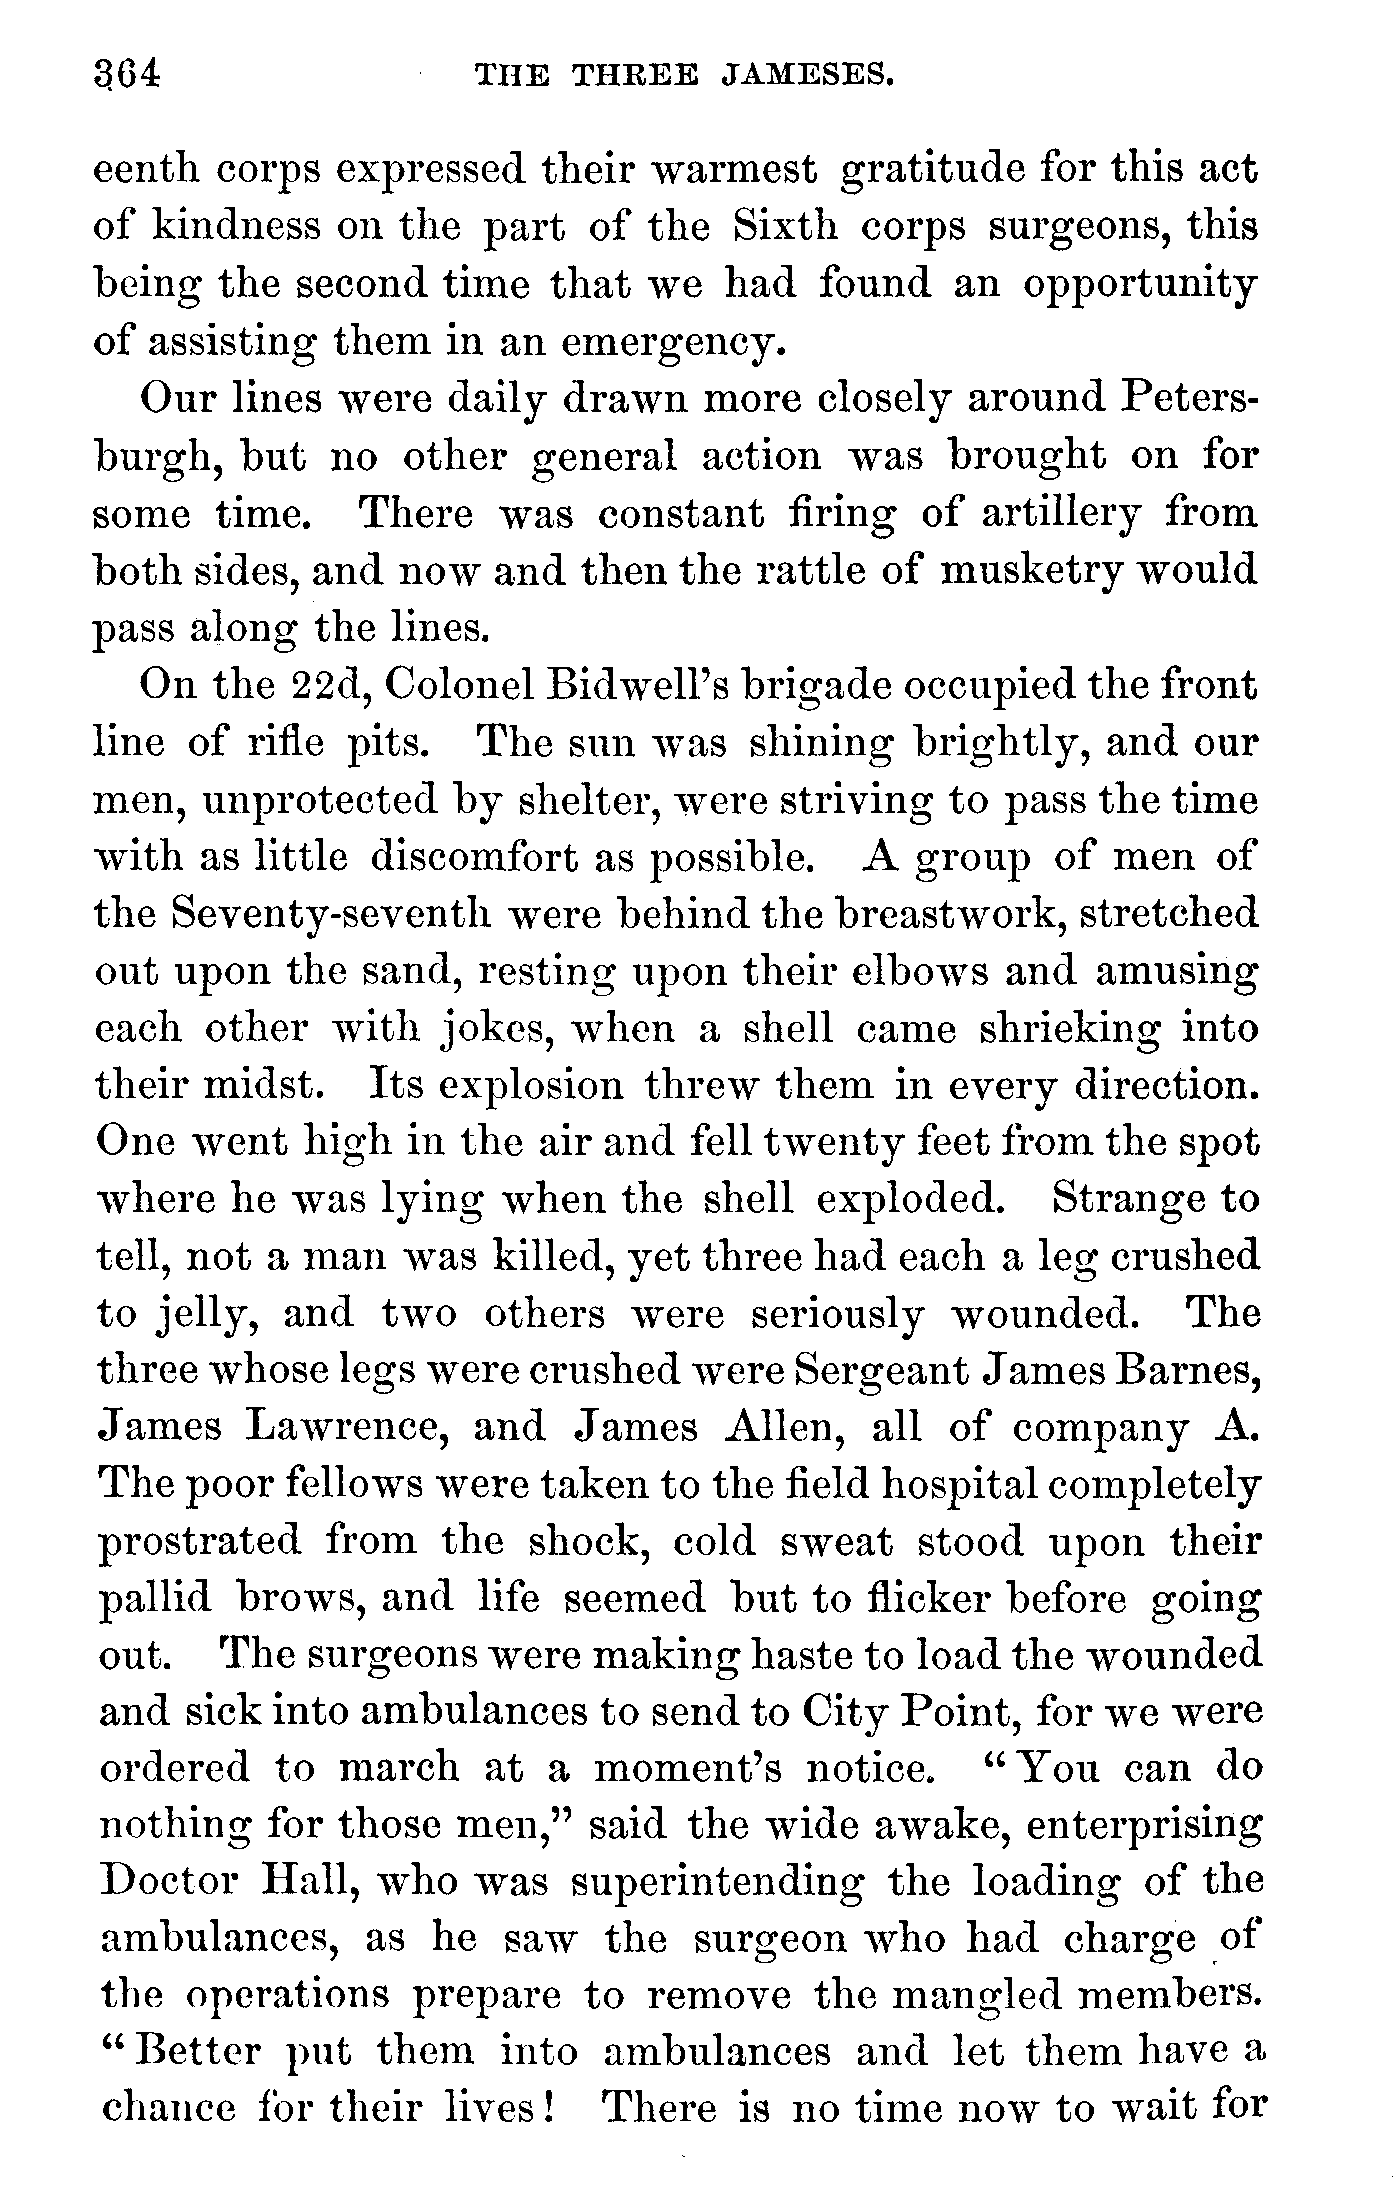 364 THE THREE JAMESES.
eenth corps expressed their warmest gratitude for this act
of kindness on the part of the Sixth corps surgeons, this
being the second time that we had found an opportunity
of assisting them in an emergency.
Our lines were daily drawn more closely around Peters-
burgh, but no other general action was brought on for
some time. There was constant firing of artillery from
both sides, and now and then the rattle of musketry would
pass along the lines.
On the 22d, Colonel Bidwell's brigade occupied the front
line of rifle pits. The sun was shining brightly, and our
men, unprotected by shelter, were striving to pass the time
with as little discomfort as possible. A group of men of
the Seventy-seventh were behind the breastwork, stretched
out upon the sand, resting upon their elbows and amusing
each other with jokes, when a shell came shrieking into
their midst. Its explosion threw them in every direction.
One went high in the air and fell twenty feet from the spot
where he was lying when the shell exploded. Strange to
tell, not a man was killed, yet three had each a leg crushed
to jelly, and two others were seriously wounded. The
three whose legs were crushed were Sergeant James Barnes,
James Lawrence, and James Allen, all of company A.
The poor fellows were taken to the field hospital completely
prostrated from the shock, cold sweat stood upon their
pallid brows, and life seemed but to flicker before going
out. The surgeons were making haste to load the wounded
and sick into ambulances to send to City Point, for we were
ordered to march at a moment's notice. “You can do
nothing for those men,” said the wide awake, enterprising
Doctor Hall, who was superintending the loading of the
ambulances, as he saw the surgeon who had charge of
the operations prepare to remove the mangled members.
“Better put them into ambulances and let them have a
chance for their lives! There is no time now to wait for